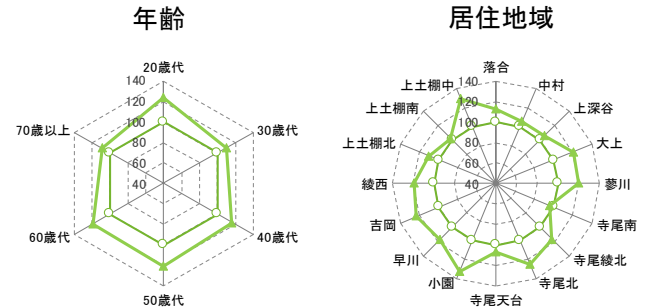 年齢
20歳代
30歳代
40歳代
50歳代
60歳代
70歳以上
140
120
100
80
60
40
居住地域
落合
中村
上深谷
大上
蓼川
寺尾南
寺尾綾北
寺尾北
寺尾天台
小園
早川
吉岡
綾西
上土棚北
上土棚南
上土棚中
140
120
100
80
60
40